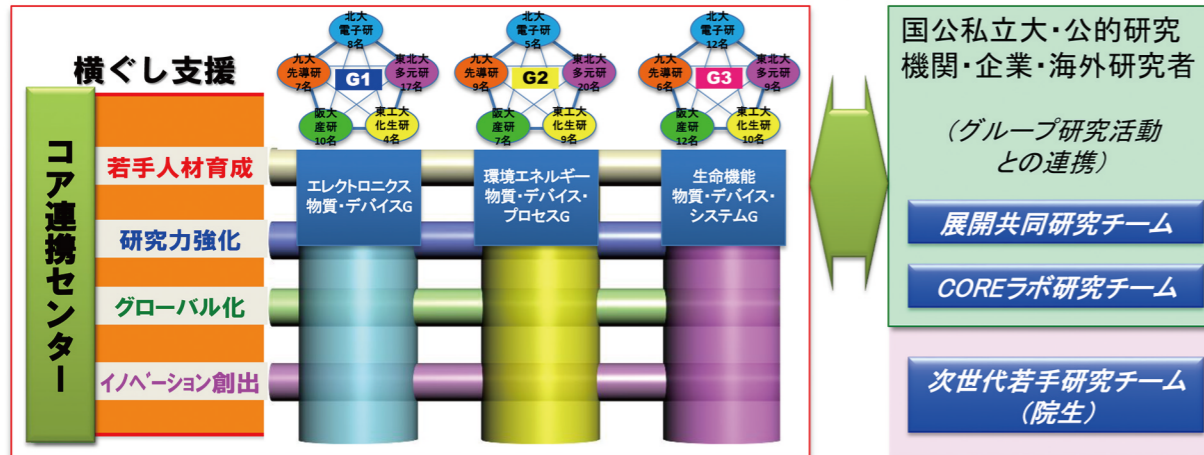 横ぐし支援
コア連携センター
若手人材育成
研究力強化
グローバル化
イノベーション創出
北大
電子研
8名
九大
先導研
7名
G1
東北大
多元研
17名
阪大
産研
10名
東工大
化生研
4名
エレクトロニクス
物質・デバイスG
北大
電子研
5名
九大
先導研
9名
G2
東北大
多元研
20名
阪大
産研
7名
東工大
化生研
9名
環境エネルギー
物質・デバイス・
プロセスG
北大
電子研
12名
九大
先導研
6名
G3
東北大
多元研
9名
阪大
産研
12名
東工大
化生研
10名
生命機能
物質・デバイス・
システムG
国公私立大・公的研究
機関・企業・海外研究者
(グループ研究活動
との連携)
展開共同研究チーム
COREラボ研究チーム
次世代若手研究チーム
(院生)